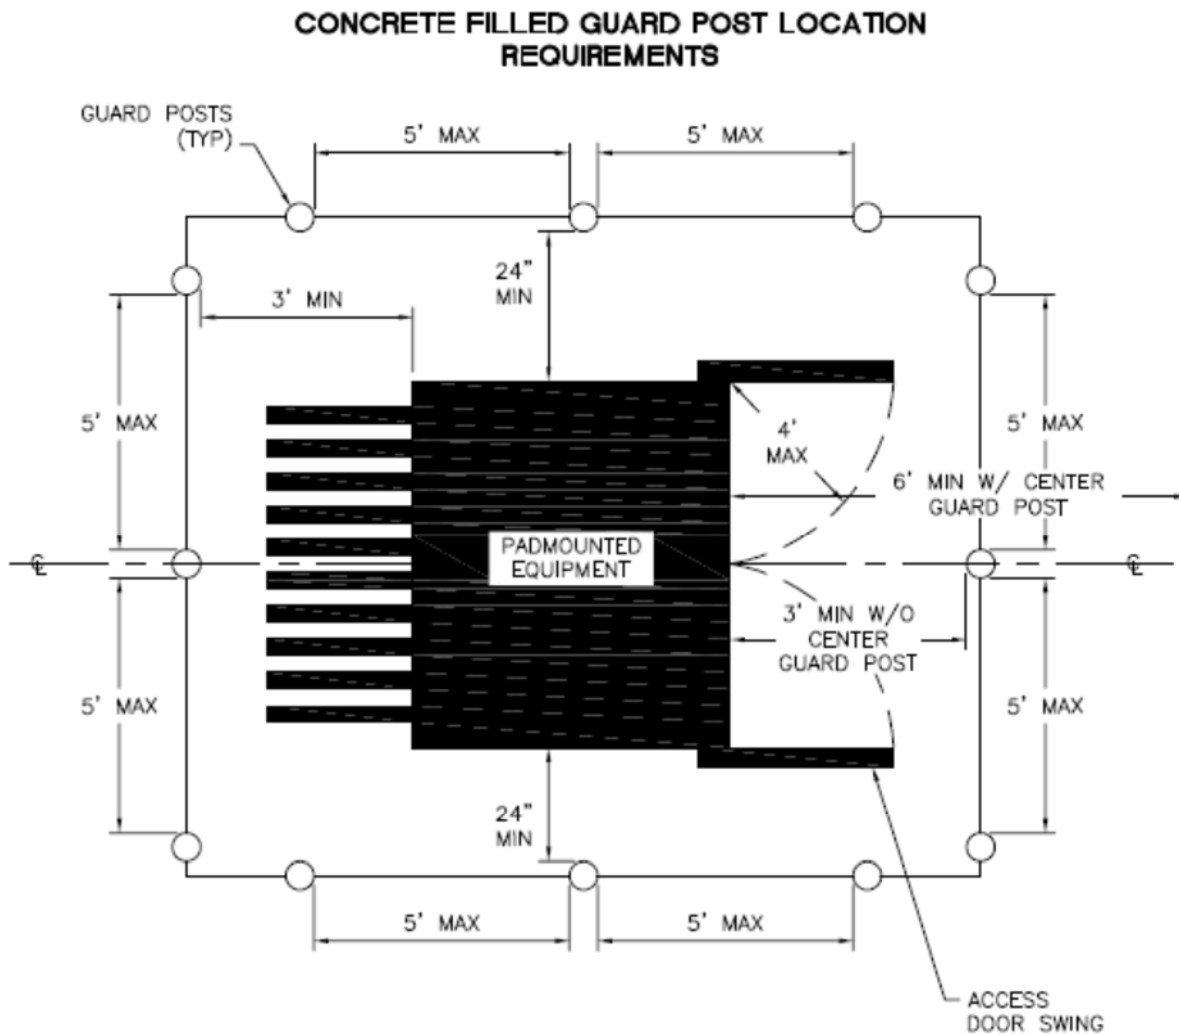 CONCRETE FILLED GUARD POST LOCATION
REQUIREMENTS
GUARD POSTS
(TYP)
5' MAX
5' MAX
24"
MIN
3' MIN
5' MAX
4'
MAX
5' MAX
6' MIN W/ CENTER
GUARD POST
PADMOUNTED
EQUIPMENT
℄
℄
3' MIN W/O
CENTER
GUARD POST
5' MAX
5' MAX
24"
MIN
5' MAX
5' MAX
ACCESS
DOOR SWING